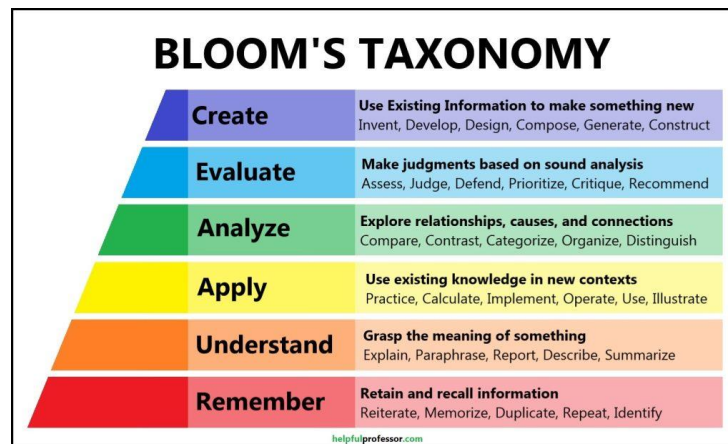 BLOOM'S TAXONOMY
Create
Use Existing Information to make something new
Invent, Develop, Design, Compose, Generate, Construct
Evaluate
Make judgments based on sound analysis
Assess, Judge, Defend, Prioritize, Critique, Recommend
Analyze
Explore relationships, causes, and connections
Compare, Contrast, Categorize, Organize, Distinguish
Apply
Use existing knowledge in new contexts
Practice, Calculate, Implement, Operate, Use, Illustrate
Understand
Grasp the meaning of something
Explain, Paraphrase, Report, Describe, Summarize
Remember
Retain and recall information
Reiterate, Memorize, Duplicate, Repeat, Identify
helpfulprofessor.com